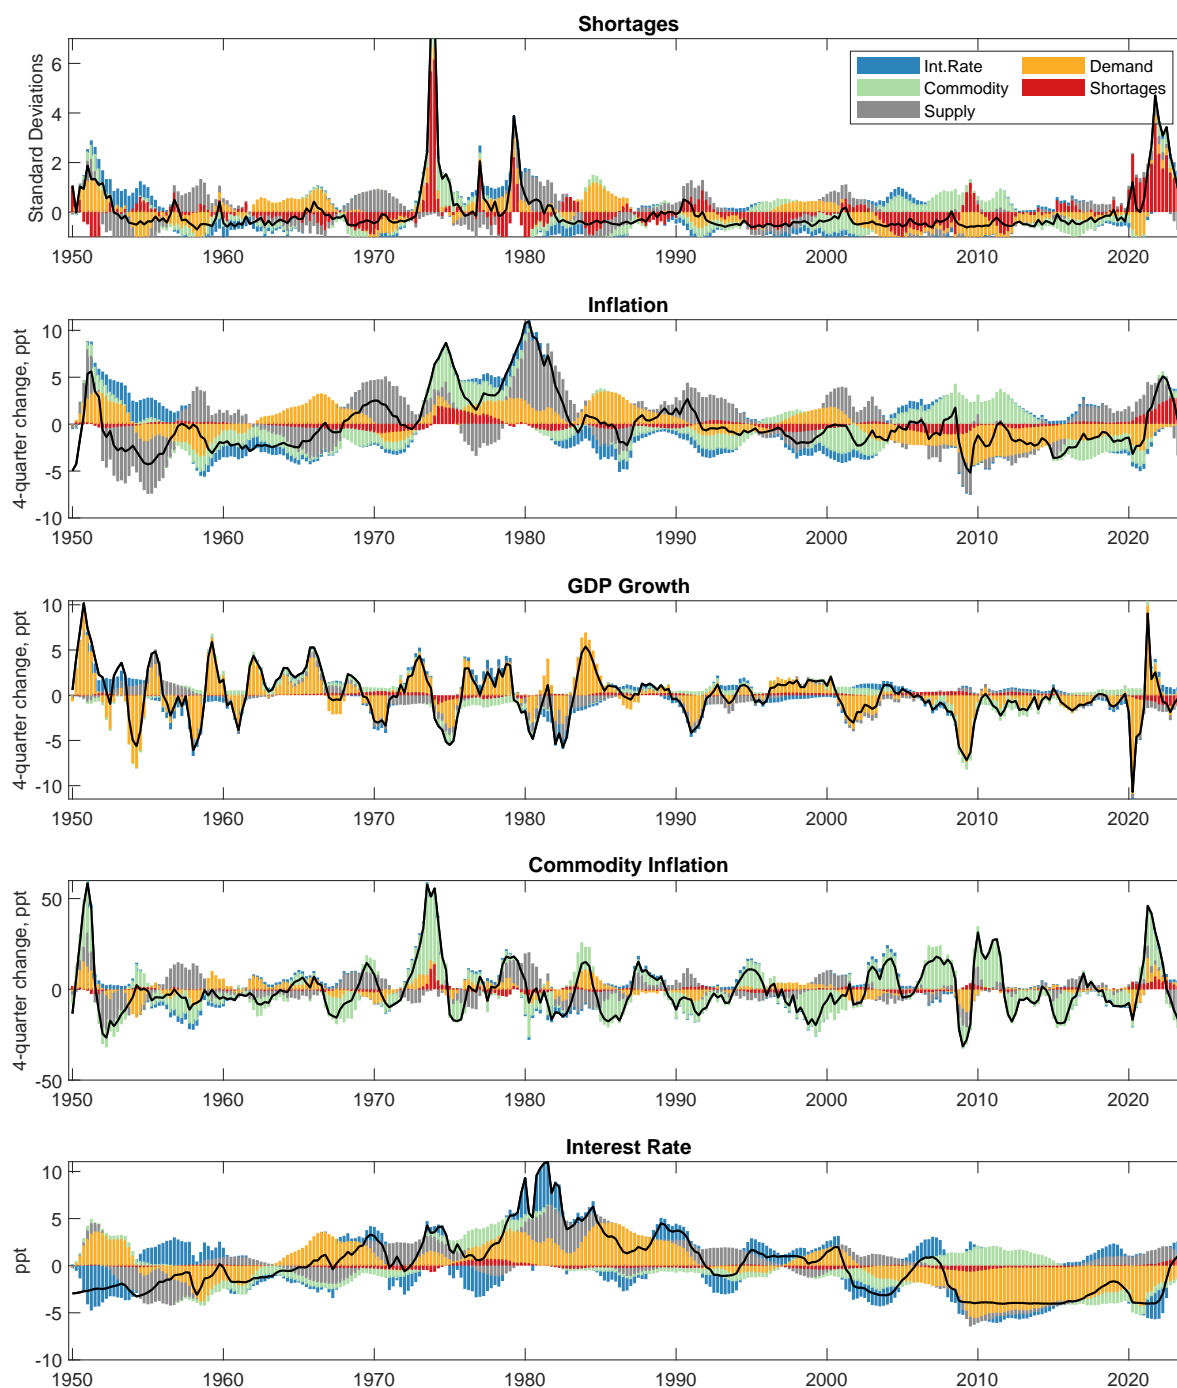 Shortages
Standard Deviations
6
4
2
0
Int.Rate
Demand
Commodity
Shortages
Supply
1950 1960 1970 1980 1990 2000 2010 2020
Inflation
4-quarter change, ppt
10
5
0
-5
-10
1950 1960 1970 1980 1990 2000 2010 2020
GDP Growth
4-quarter change, ppt
10
5
0
-5
-10
1950 1960 1970 1980 1990 2000 2010 2020
Commodity Inflation
4-quarter change, ppt
50
0
-50
1950 1960 1970 1980 1990 2000 2010 2020
Interest Rate
ppt
10
5
0
-5
-10
1950 1960 1970 1980 1990 2000 2010 2020